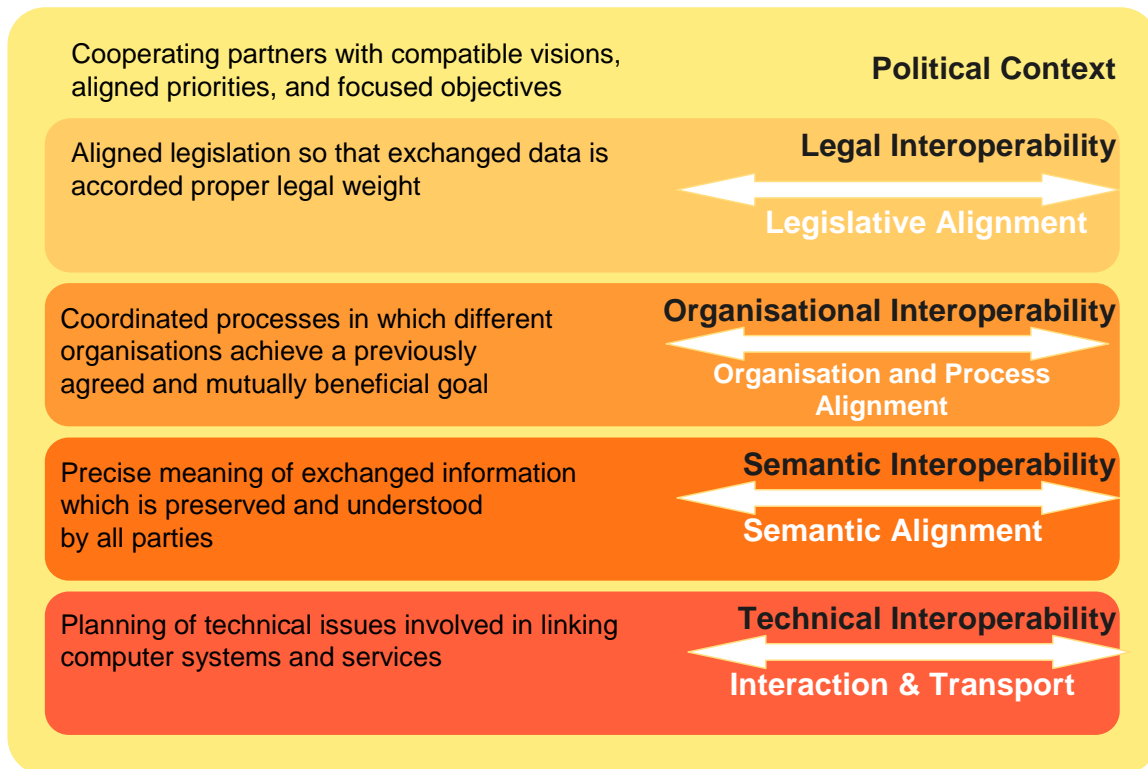 Cooperating partners with compatible visions,
aligned priorities, and focused objectives
Political Context
Aligned legislation so that exchanged data is
accorded proper legal weight
Legal Interoperability
Legislative Alignment
Coordinated processes in which different
organisations achieve a previously
agreed and mutually beneficial goal
Organisational Interoperability
Organisation and Process
Alignment
Precise meaning of exchanged information
which is preserved and understood
by all parties
Semantic Interoperability
Semantic Alignment
Planning of technical issues involved in linking
computer systems and services
Technical Interoperability
Interaction & Transport